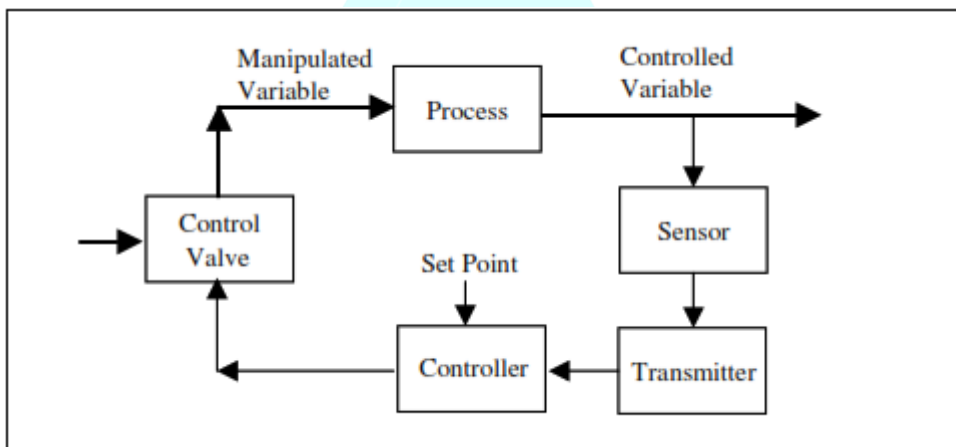 Manipulated
Variable
Process
Controlled
Variable
Control
Valve
Sensor
Set Point
Controller
Transmitter